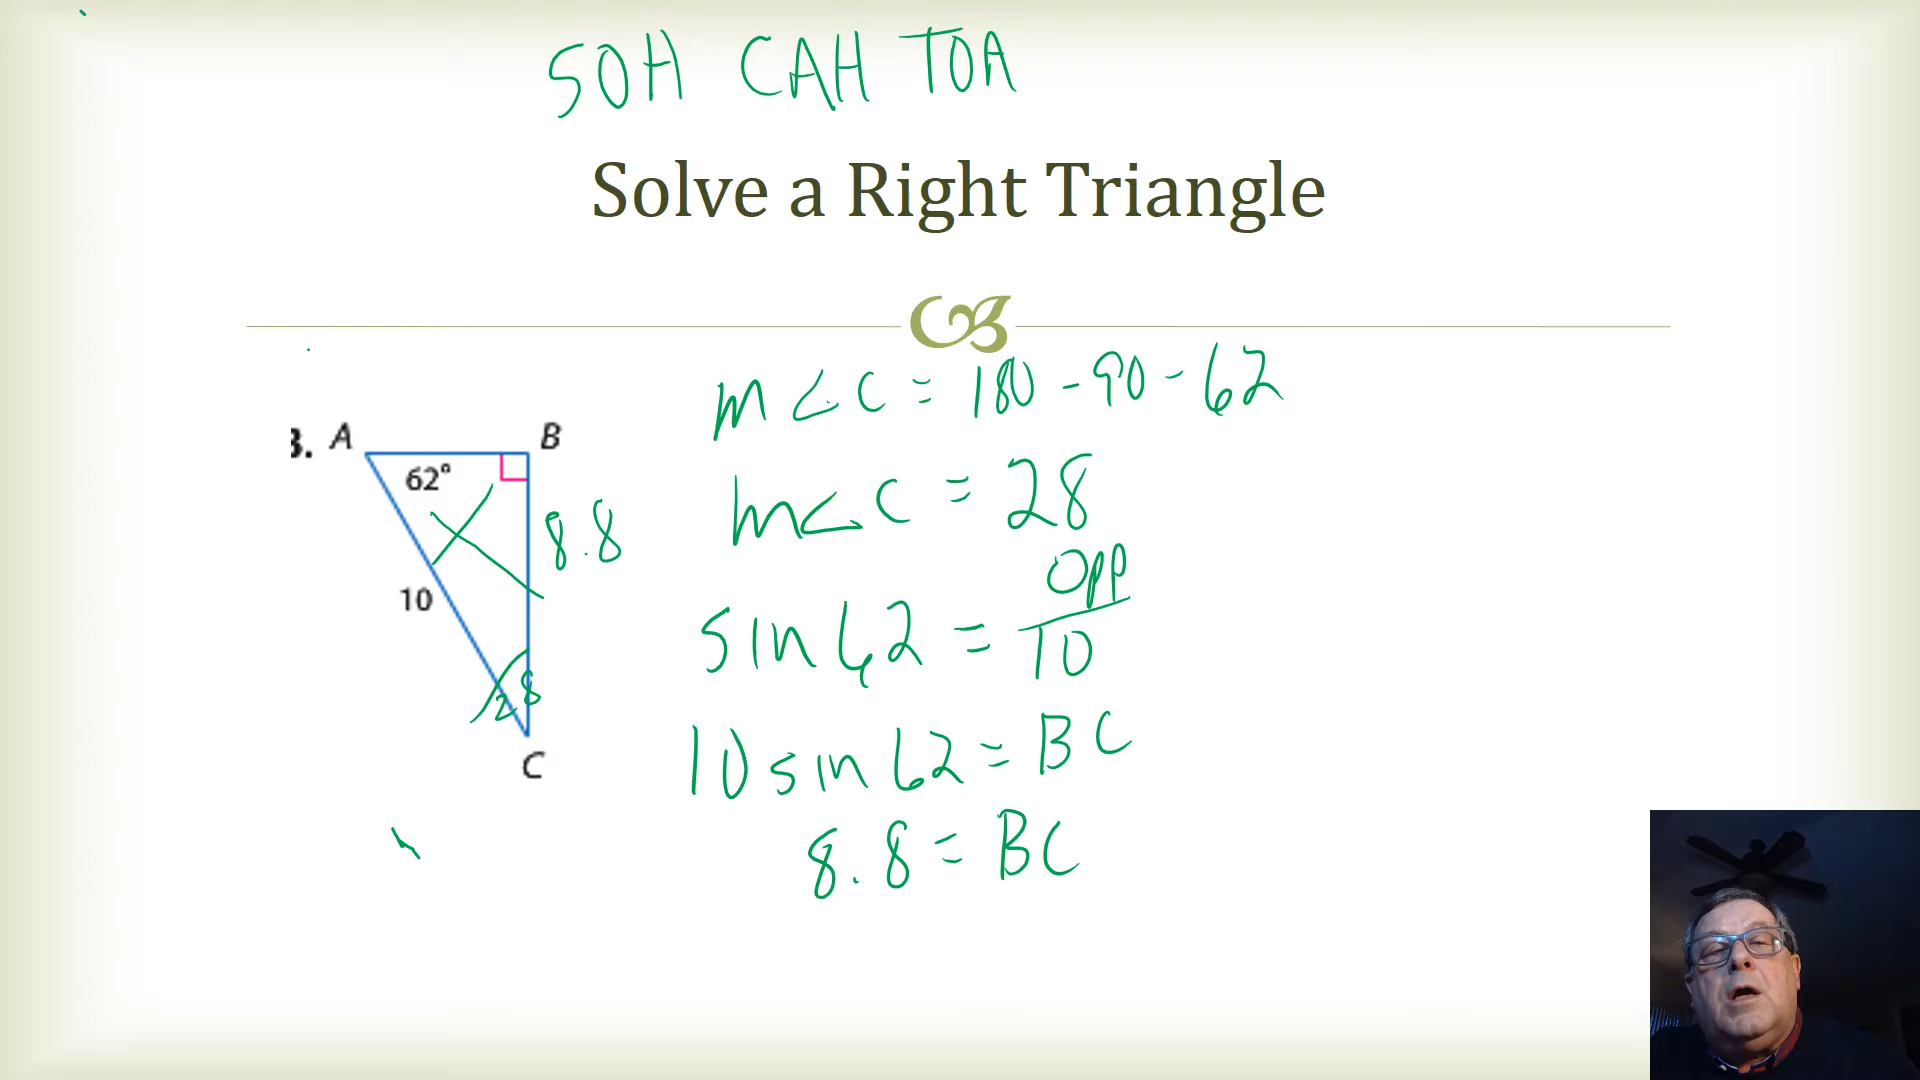 SOH CAH TOA
Solve a Right Triangle
m<C = 180 - 90 - 62
3. A
B
62°
m<C = 28
8.8
Opp
sin 62 = 10
10
28
10 sin 62 = BC
C
8.8 = BC